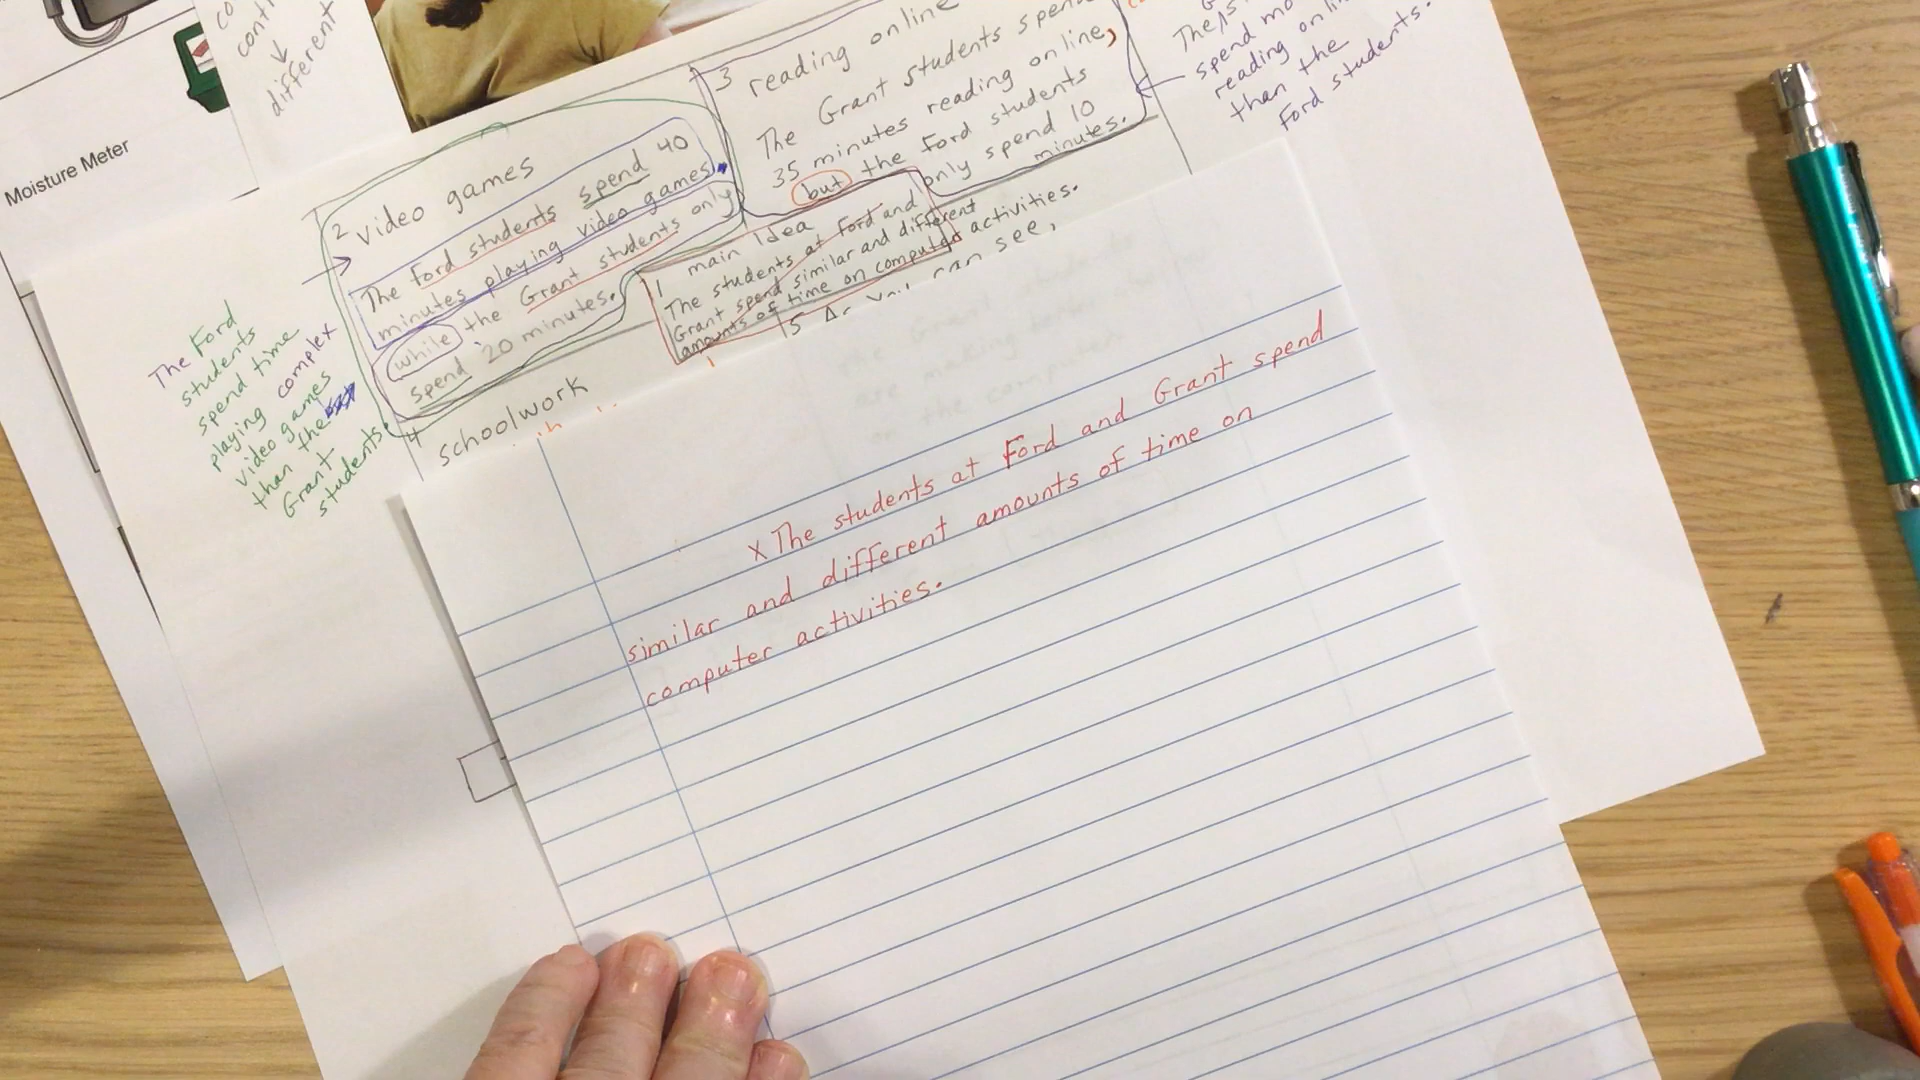 Moisture Meter
different
The Ford
students
spend time
playing complex
video games
than the
Grant
students.
2 video games
The Ford students spend 40
minutes playing video games.
while the Grant students only
spend 20 minutes.
3 reading online
The Grant students spend
35 minutes reading online,
but the Ford students
only spend 10
minutes.
The
spend mo
reading onli
than the
Ford students.
main idea
1 The students at Ford and
Grant spend similar and different
amounts of time on computer activities.
5 As you can see,
4 schoolwork
x The students at Ford and Grant spend
similar and different amounts of time on
computer activities.